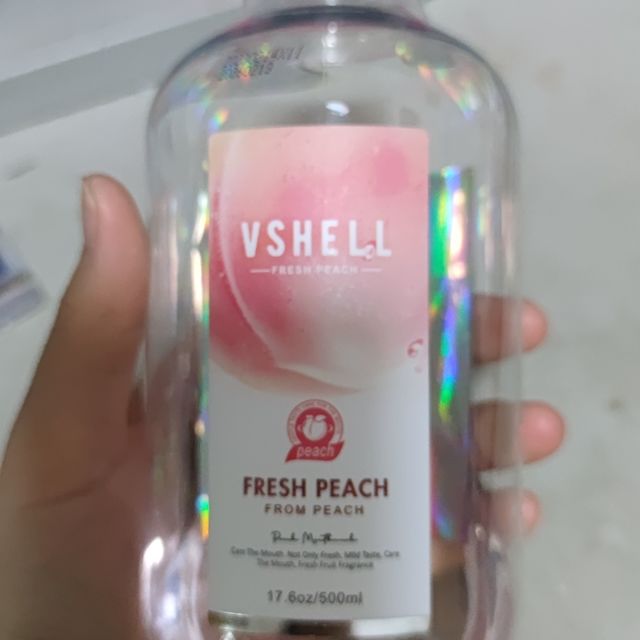 VSHELL
FRESH PEACH
peach
FRESH PEACH
FROM PEACH
Care The Mouth, Not Only Fresh, Mild Taste, Care
The Mouth, Fresh Fruit Fragrance
17.6oz/500ml